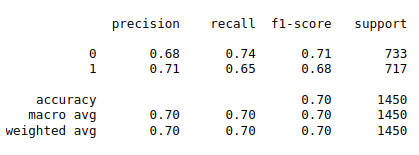 precision recall f1-score support
0 0.68 0.74 0.71 733
1 0.71 0.65 0.68 717
accuracy 0.70 1450
macro avg 0.70 0.70 0.70 1450
weighted avg 0.70 0.70 0.70 1450